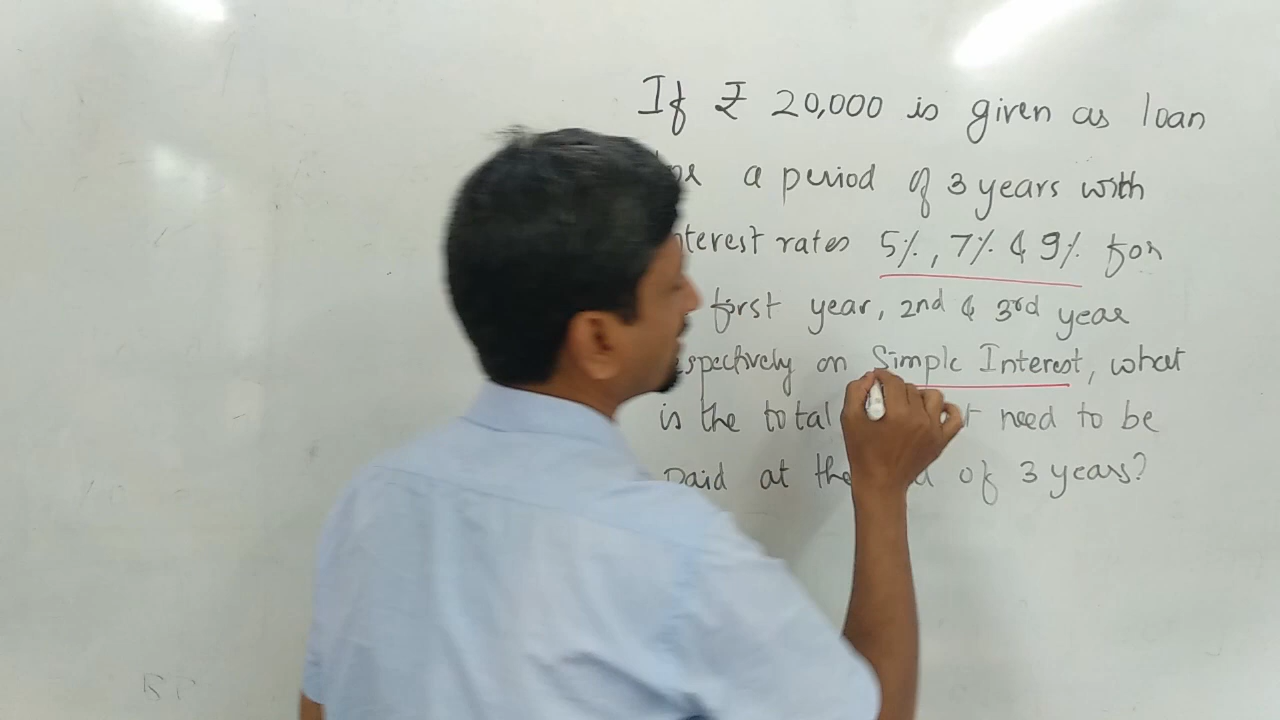 If ₹ 20,000 is given as loan
a period of 3 years with
interest rates 5%, 7% & 9% for
first year, 2nd & 3rd year
respectively on Simple Interest, what
is the total need to be
paid at the of 3 years?